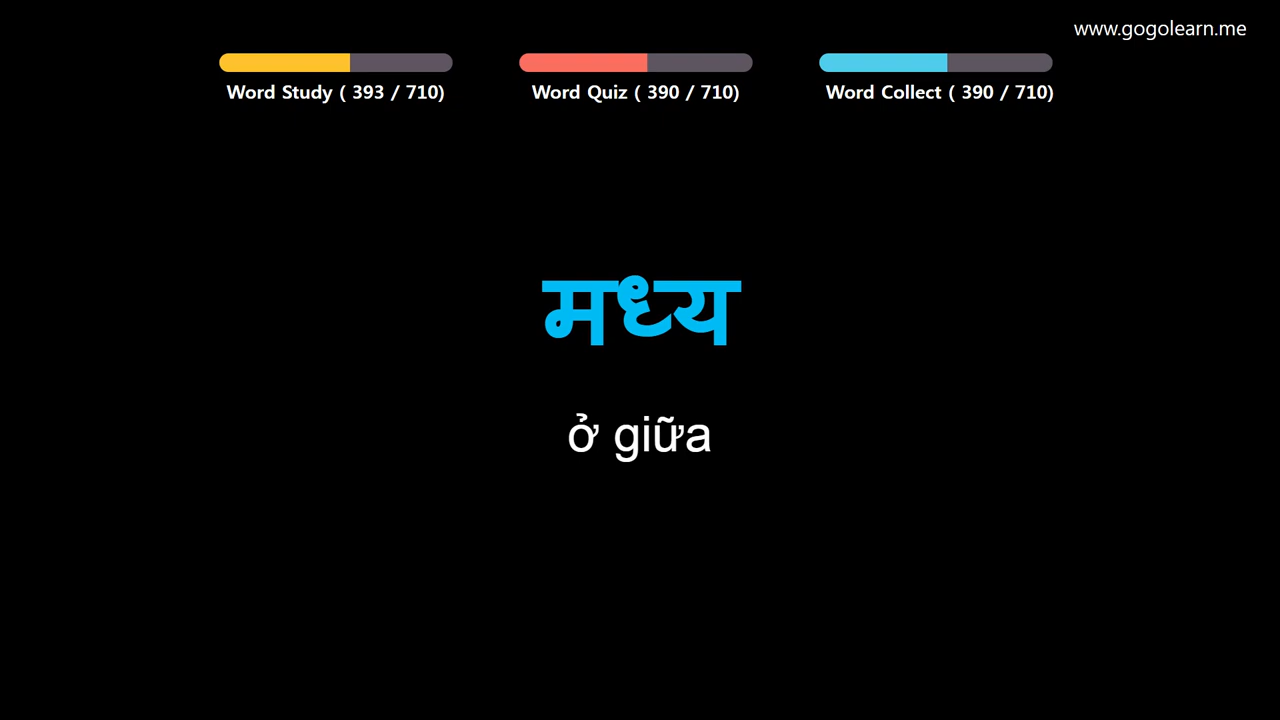 www.gogolearn.me
Word Study ( 393 / 710)
Word Quiz ( 390 / 710)
Word Collect ( 390 / 710)
मध्य
ở giữa